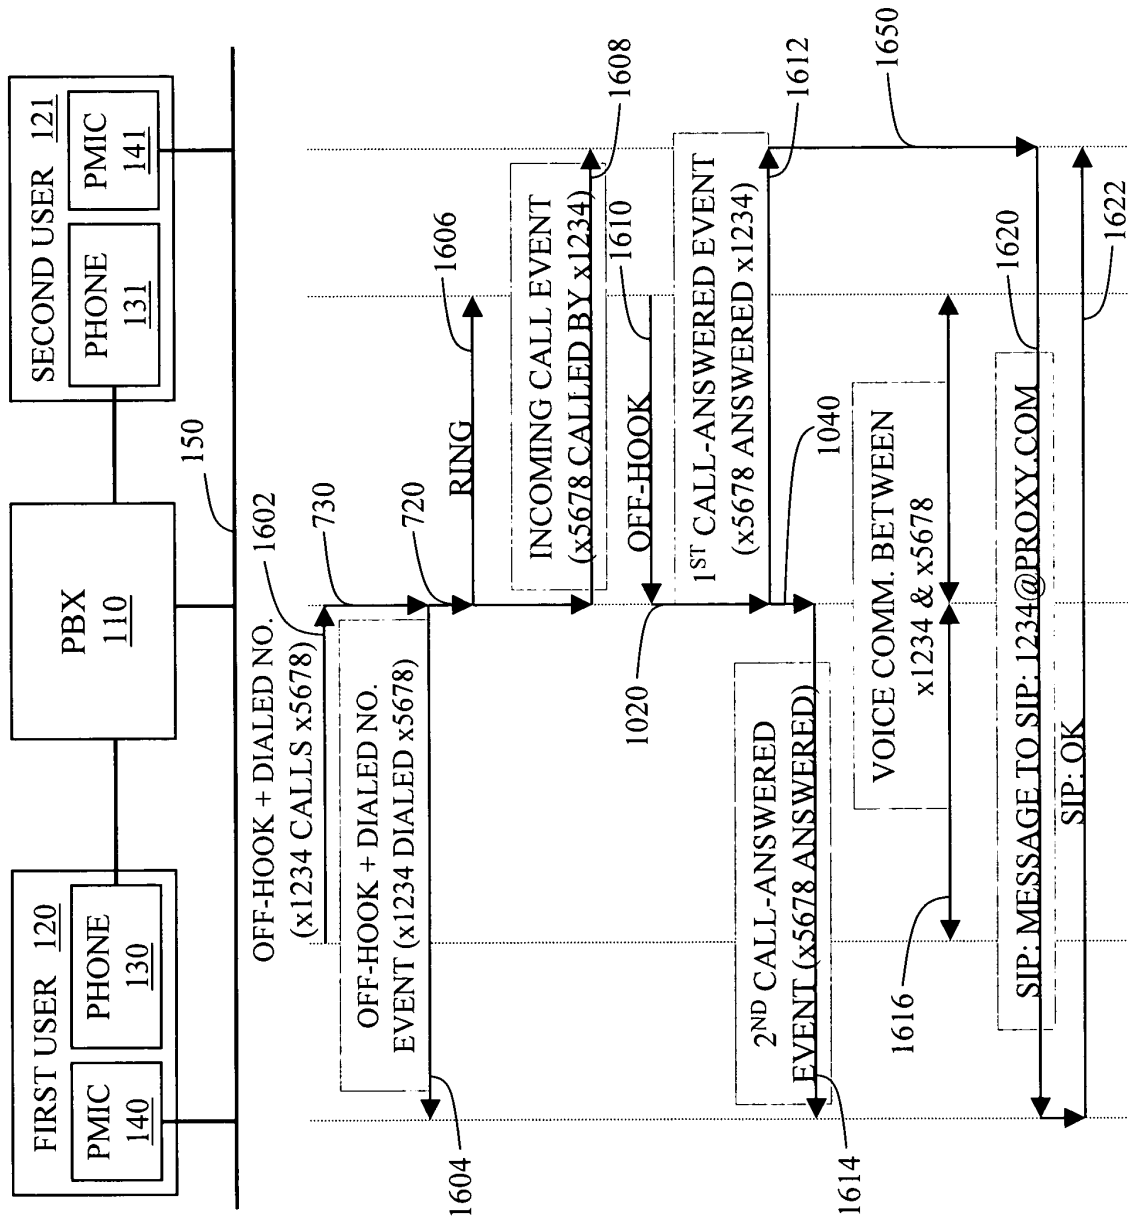 FIRST USER 120
PMIC
140
PHONE
130
PBX
110
SECOND USER 121
PHONE
131
PMIC
141
150
OFF-HOOK + DIALED NO.
(x1234 CALLS x5678)
1602
730
OFF-HOOK + DIALED NO.
EVENT (x1234 DIALED x5678)
1604
720
RING
1606
INCOMING CALL EVENT
(x5678 CALLED BY x1234)
1608
OFF-HOOK
1610
1020
1ST CALL-ANSWERED EVENT
(x5678 ANSWERED x1234)
1612
1040
2ND CALL-ANSWERED
EVENT (x5678 ANSWERED)
1614
1650
VOICE COMM. BETWEEN
x1234 & x5678
1616
SIP: MESSAGE TO SIP: 1234@PROXY.COM
1620
SIP: OK
1622